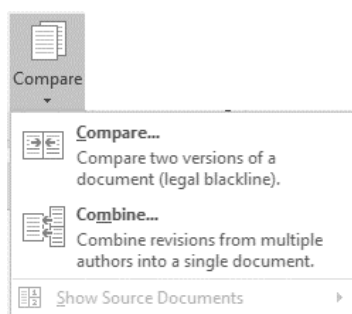 Compare
Compare...
Compare two versions of a
document (legal blackline).
Combine...
Combine revisions from multiple
authors into a single document.
Show Source Documents